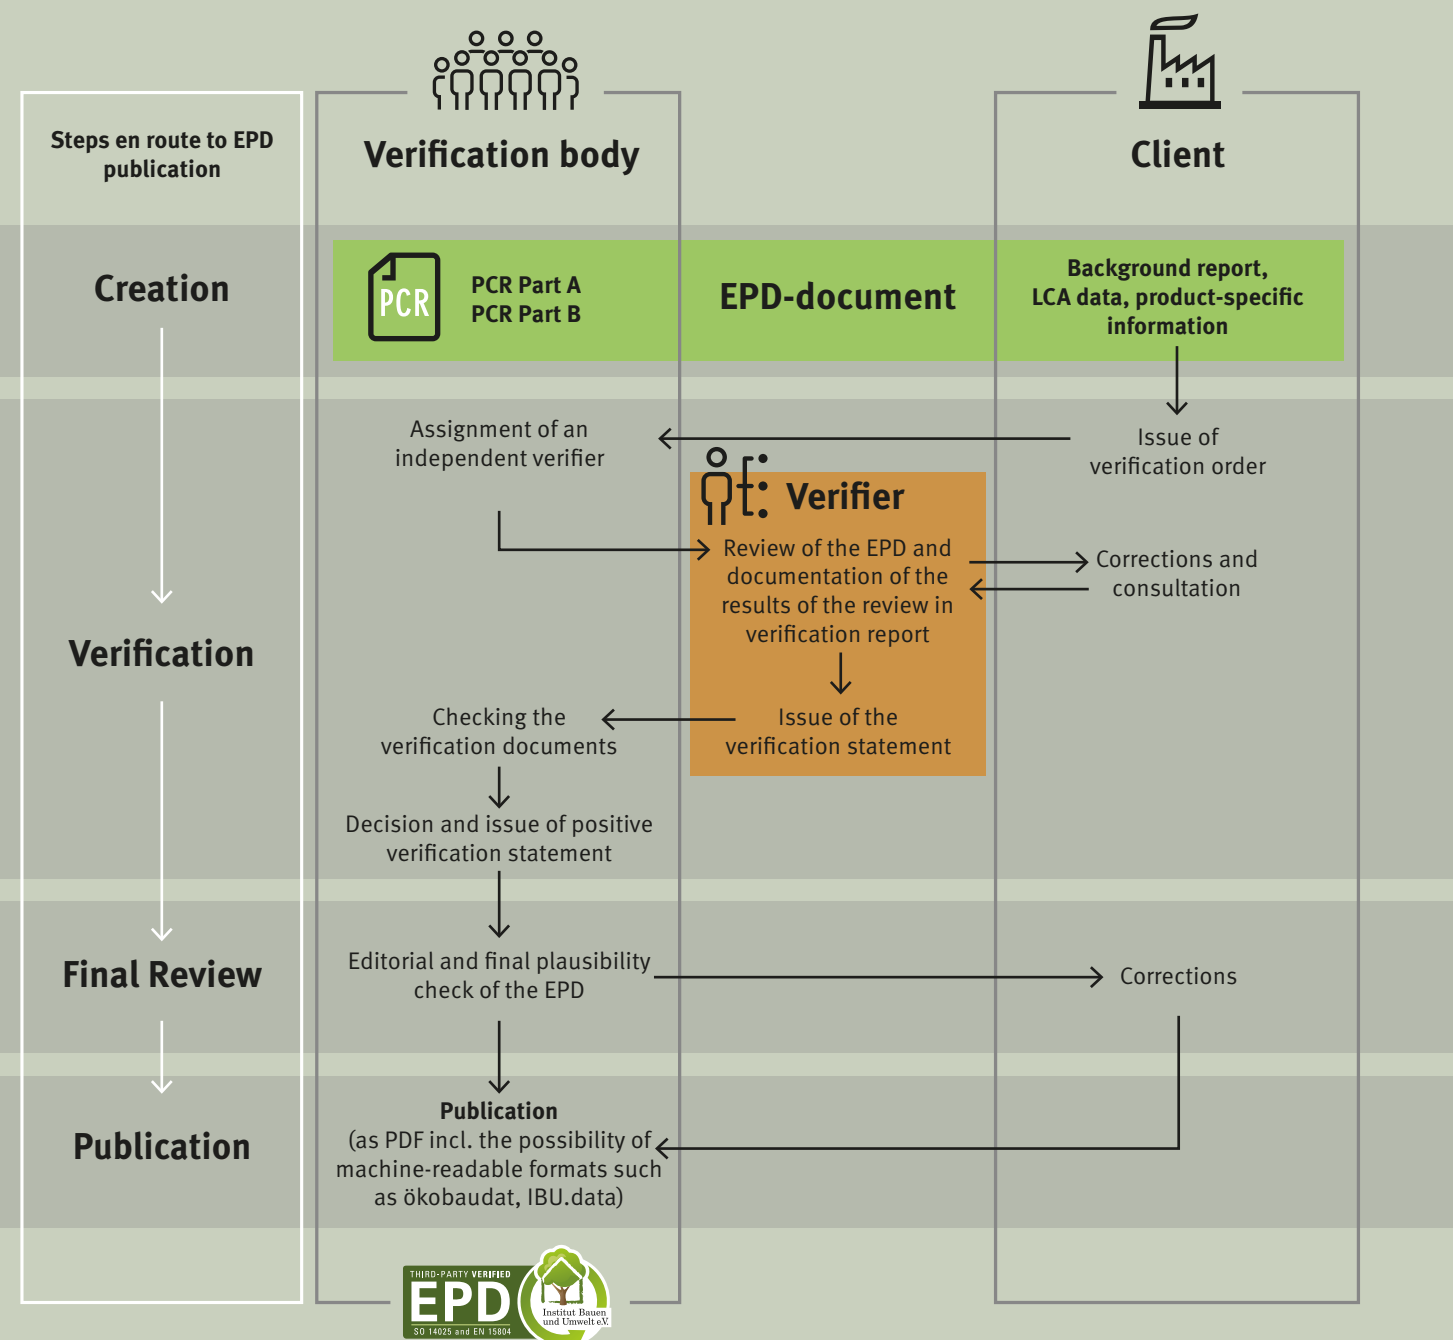 Steps en route to EPD
publication
Verification body
Client
Creation
PCR
PCR Part A
PCR Part B
EPD-document
Background report,
LCA data, product-specific
information
Assignment of an
independent verifier
Issue of
verification order
Verifier
Review of the EPD and
documentation of the
results of the review in
verification report
Corrections and
consultation
Verification
Checking the
verification documents
Issue of the
verification statement
Decision and issue of positive
verification statement
Final Review
Editorial and final plausibility
check of the EPD
Corrections
Publication
Publication
(as PDF incl. the possibility of
machine-readable formats such
as ökobaudat, IBU.data)
THIRD-PARTY VERIFIED
EPD
SO 14025 and EN 15804
Institut Bauen
und Umwelt e.V.